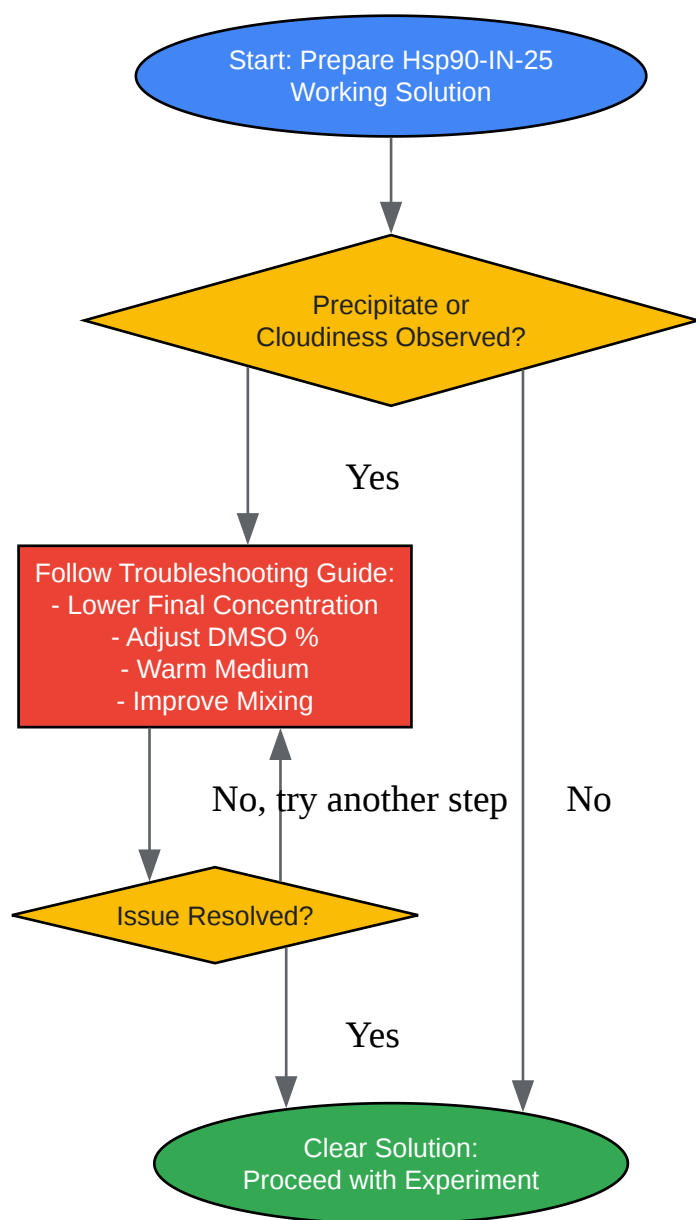 Start: Prepare Hsp90-IN-25
Working Solution
Precipitate or
Cloudiness Observed?
Yes
Follow Troubleshooting Guide:
- Lower Final Concentration
- Adjust DMSO %
- Warm Medium
- Improve Mixing
No, try another step
No
Issue Resolved?
Yes
Clear Solution:
Proceed with Experiment